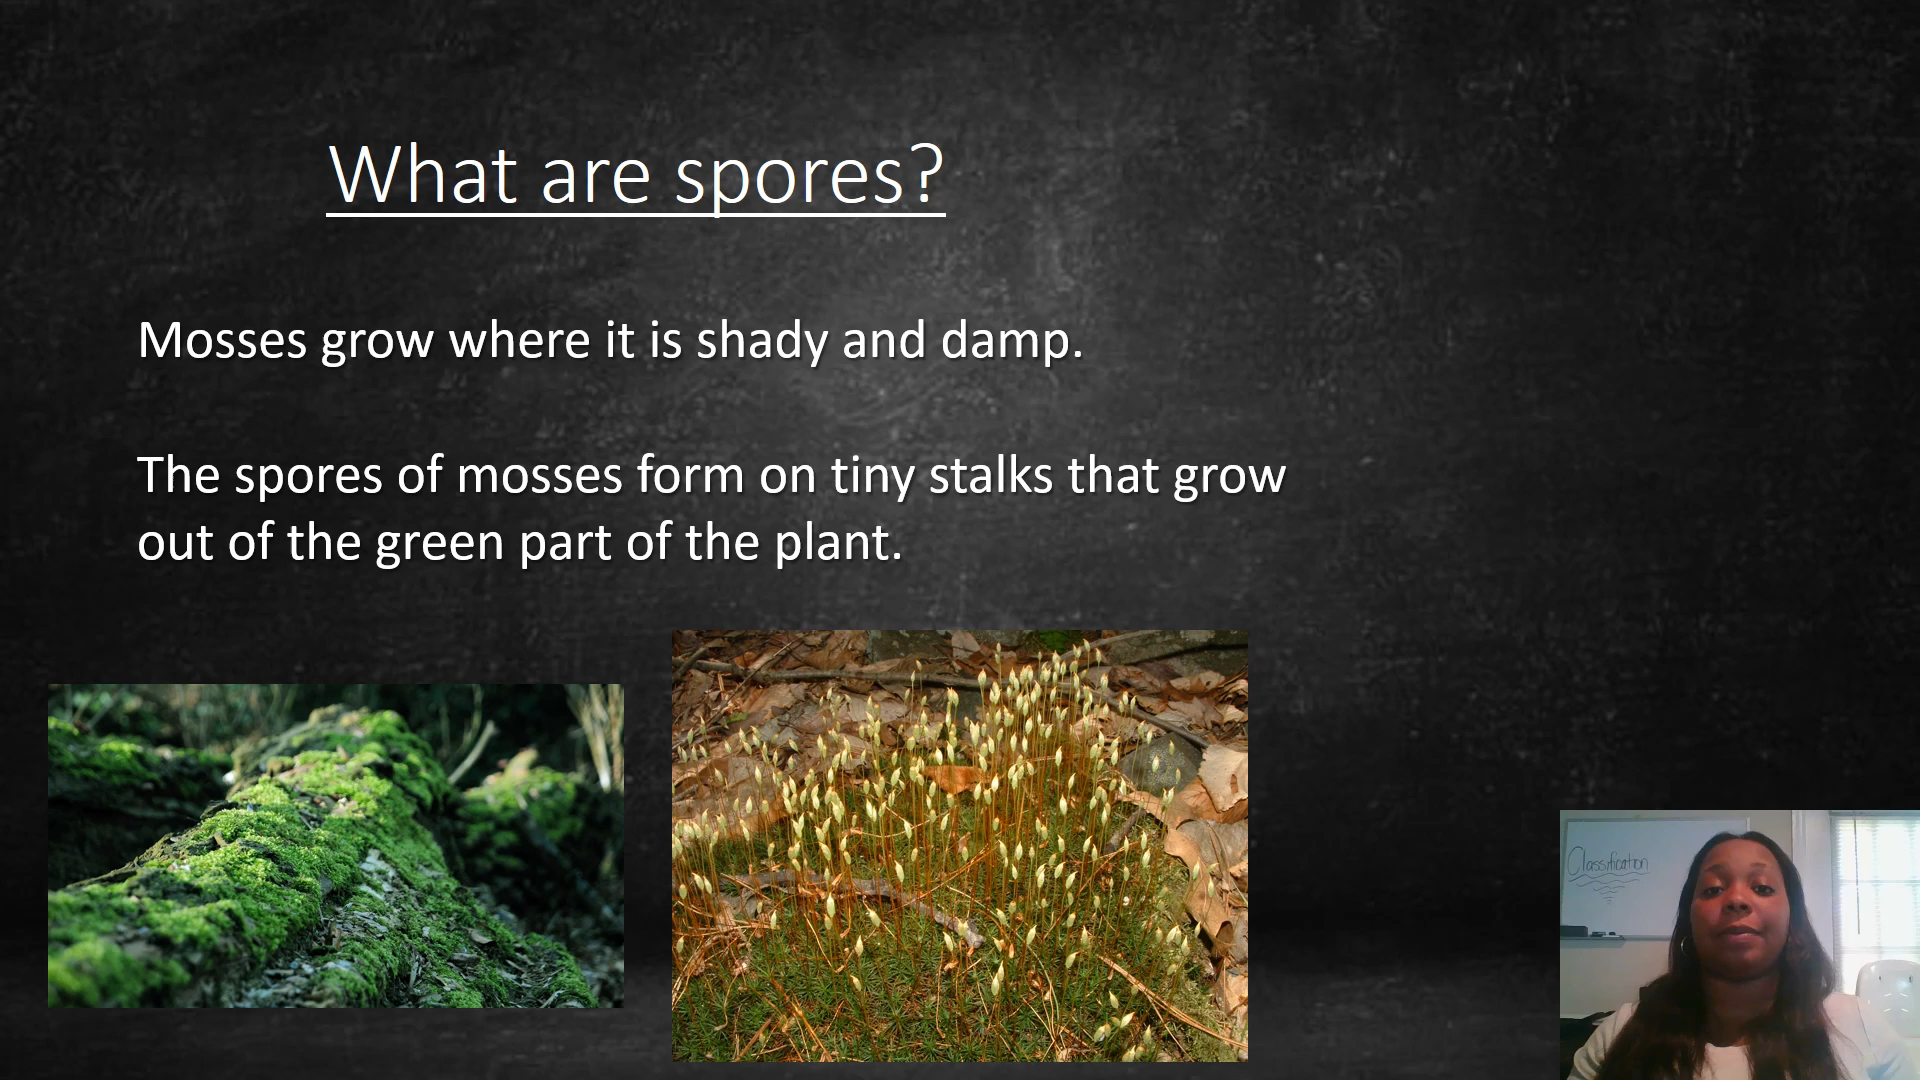 What are spores?
Mosses grow where it is shady and damp.
The spores of mosses form on tiny stalks that grow
out of the green part of the plant.
Classification